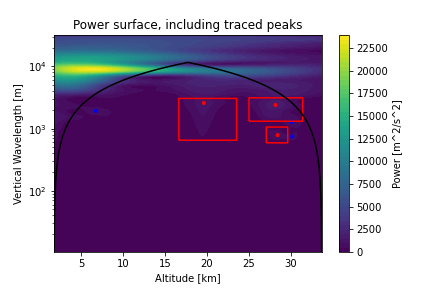 Power surface, including traced peaks
Vertical Wavelength [m]
10^4
10^3
10^2
5 10 15 20 25 30
Altitude [km]
22500
20000
17500
15000
12500
10000
7500
5000
2500
0
Power [m^2/s^2]